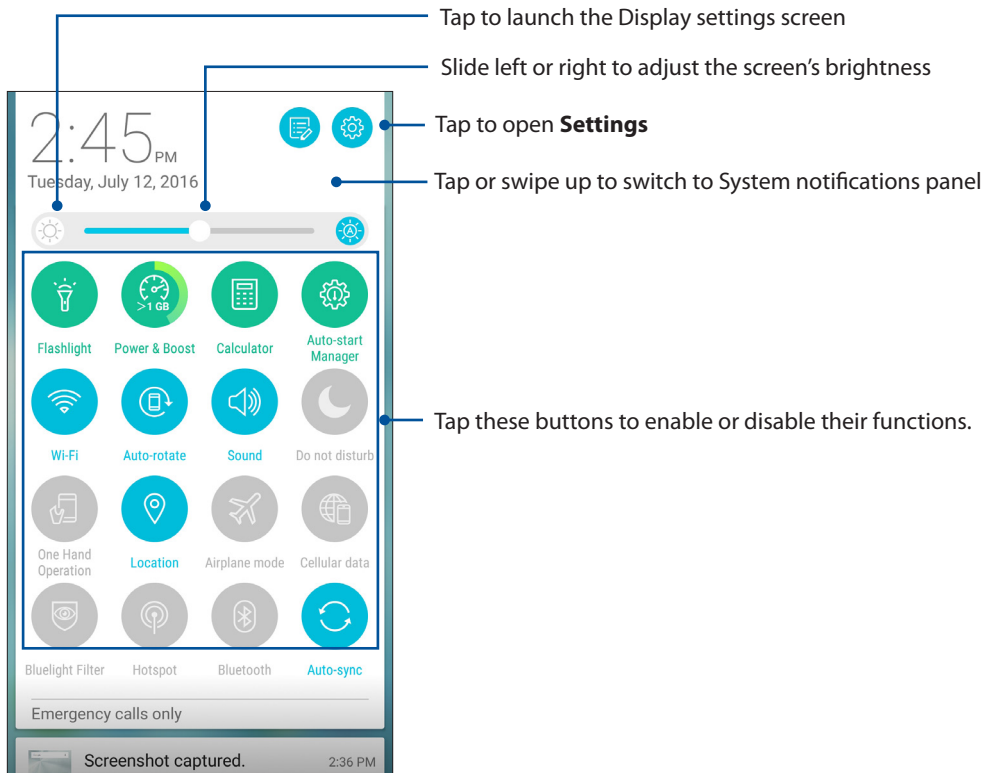 Tap to launch the Display settings screen
Slide left or right to adjust the screen's brightness
Tap to open Settings
Tap or swipe up to switch to System notifications panel
2:45 PM
Tuesday, July 12, 2016
A
>1 GB
Flashlight
Power & Boost
Calculator
Auto-start
Manager
Wi-Fi
Auto-rotate
Sound
Do not disturb
Tap these buttons to enable or disable their functions.
One Hand
Operation
Location
Airplane mode
Cellular data
Bluelight Filter
Hotspot
Bluetooth
Auto-sync
Emergency calls only
Screenshot captured.
2:36 PM